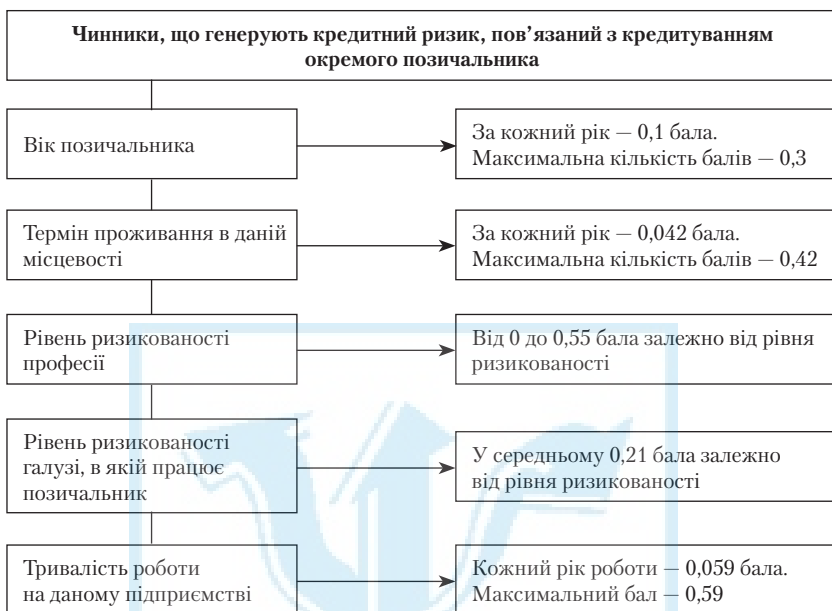 Чинники, що генерують кредитний ризик, пов’язаний з кредитуванням
окремого позичальника
Вік позичальника
За кожний рік — 0,1 бала.
Максимальна кількість балів — 0,3
Термін проживання в даній
місцевості
За кожний рік — 0,042 бала.
Максимальна кількість балів — 0,42
Рівень ризикованості
професії
Від 0 до 0,55 бала залежно від рівня
ризикованості
Рівень ризикованості
галузі, в якій працює
позичальник
У середньому 0,21 бала залежно
від рівня ризикованості
Тривалість роботи
на даному підприємстві
Кожний рік роботи — 0,059 бала.
Максимальний бал — 0,59